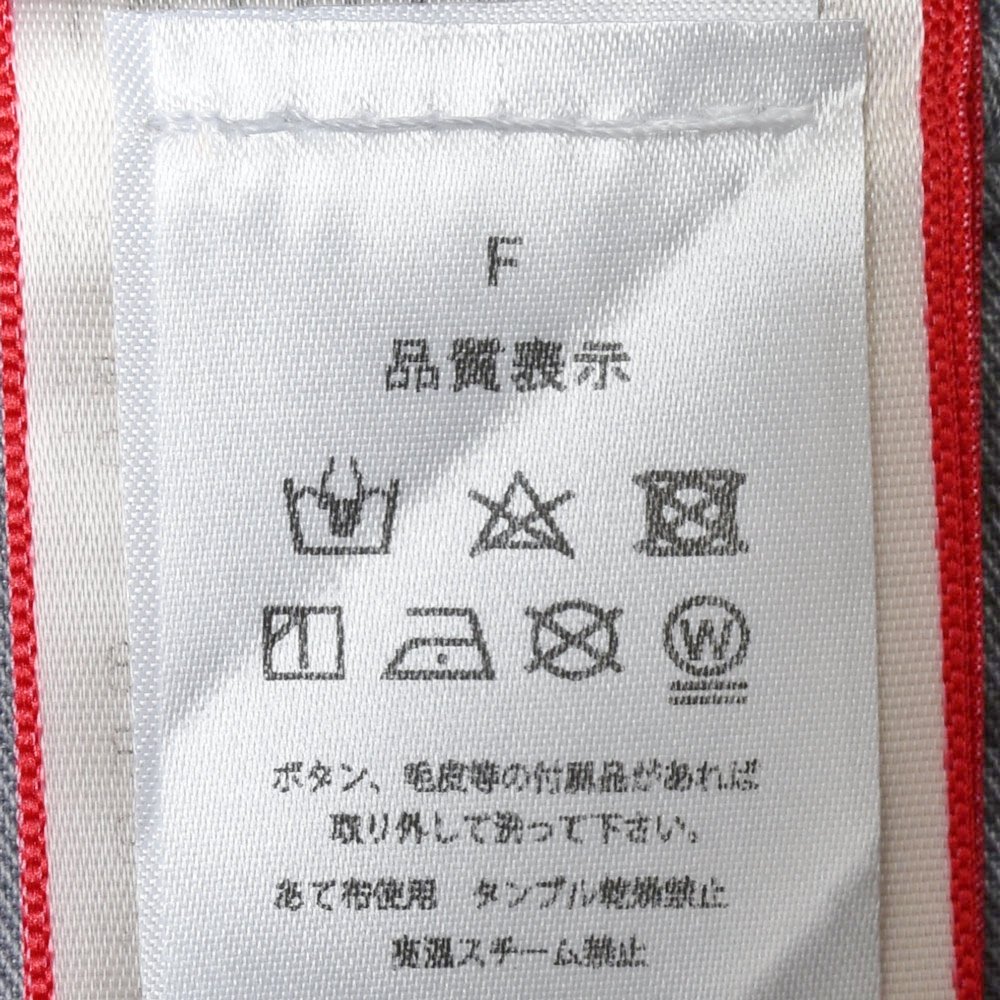 F
品質表示
W
ボタン、毛皮等の付属品があれば
取り外して洗って下さい。
あて布使用 タンブル乾燥禁止
高温スチーム禁止